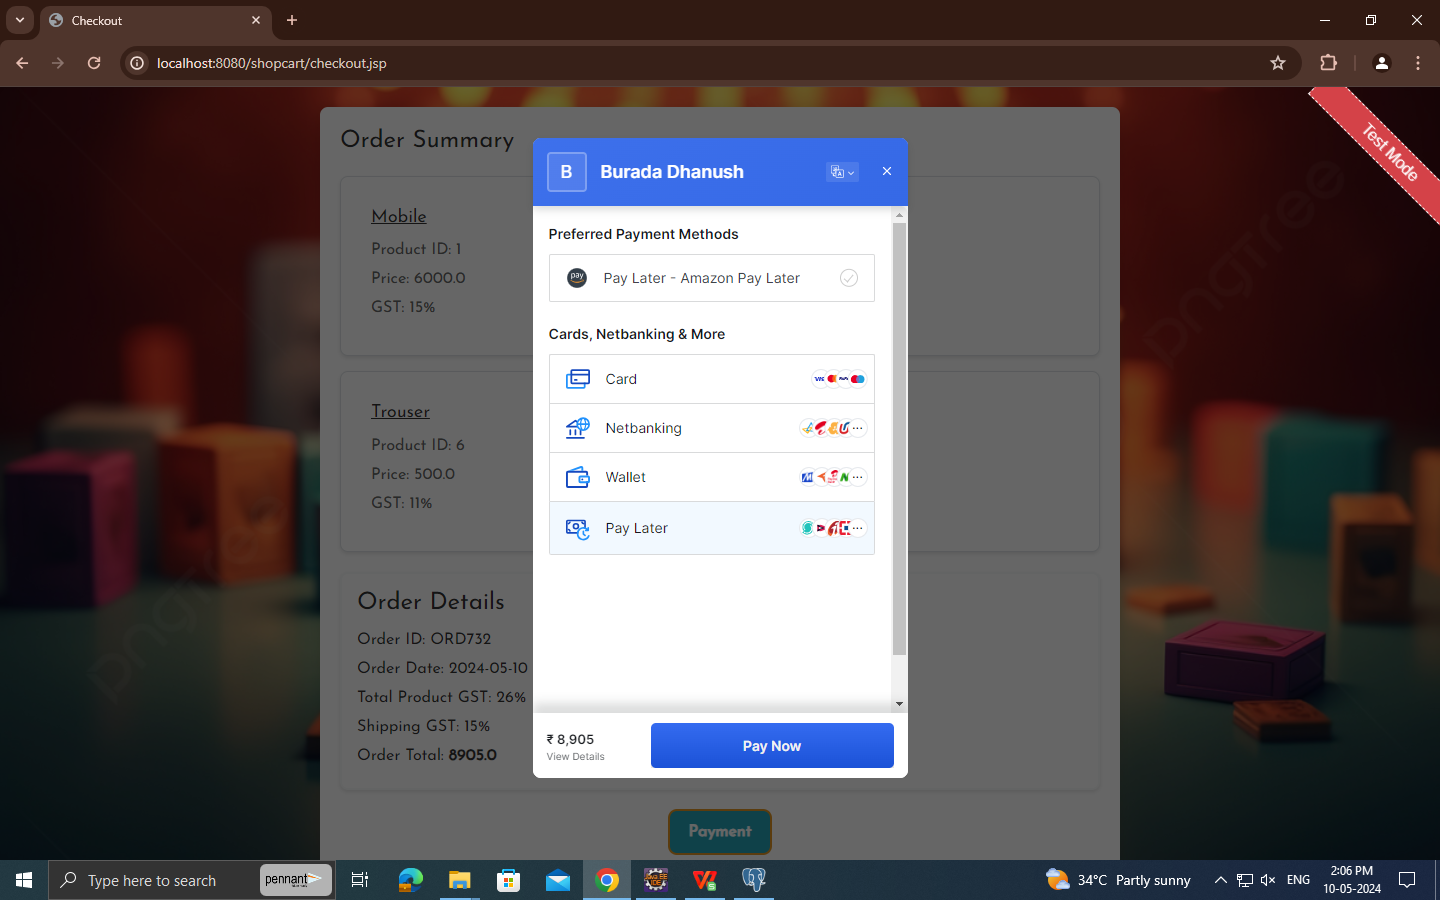 Checkout
localhost:8080/shopcart/checkout.jsp
Test Mode
Order Summary
B
Burada Dhanush
Mobile
Product ID: 1
Price: 6000.0
GST: 15%
Preferred Payment Methods
pay
Pay Later - Amazon Pay Later
Cards, Netbanking & More
Card
VISA
Netbanking
Wallet
Pay Later
Trouser
Product ID: 6
Price: 500.0
GST: 11%
Order Details
Order ID: ORD732
Order Date: 2024-05-10
Total Product GST: 26%
Shipping GST: 15%
Order Total: 8905.0
₹ 8,905
View Details
Pay Now
Payment
pngtree
Type here to search
pennant
34°C Partly sunny
ENG
2:06 PM
10-05-2024